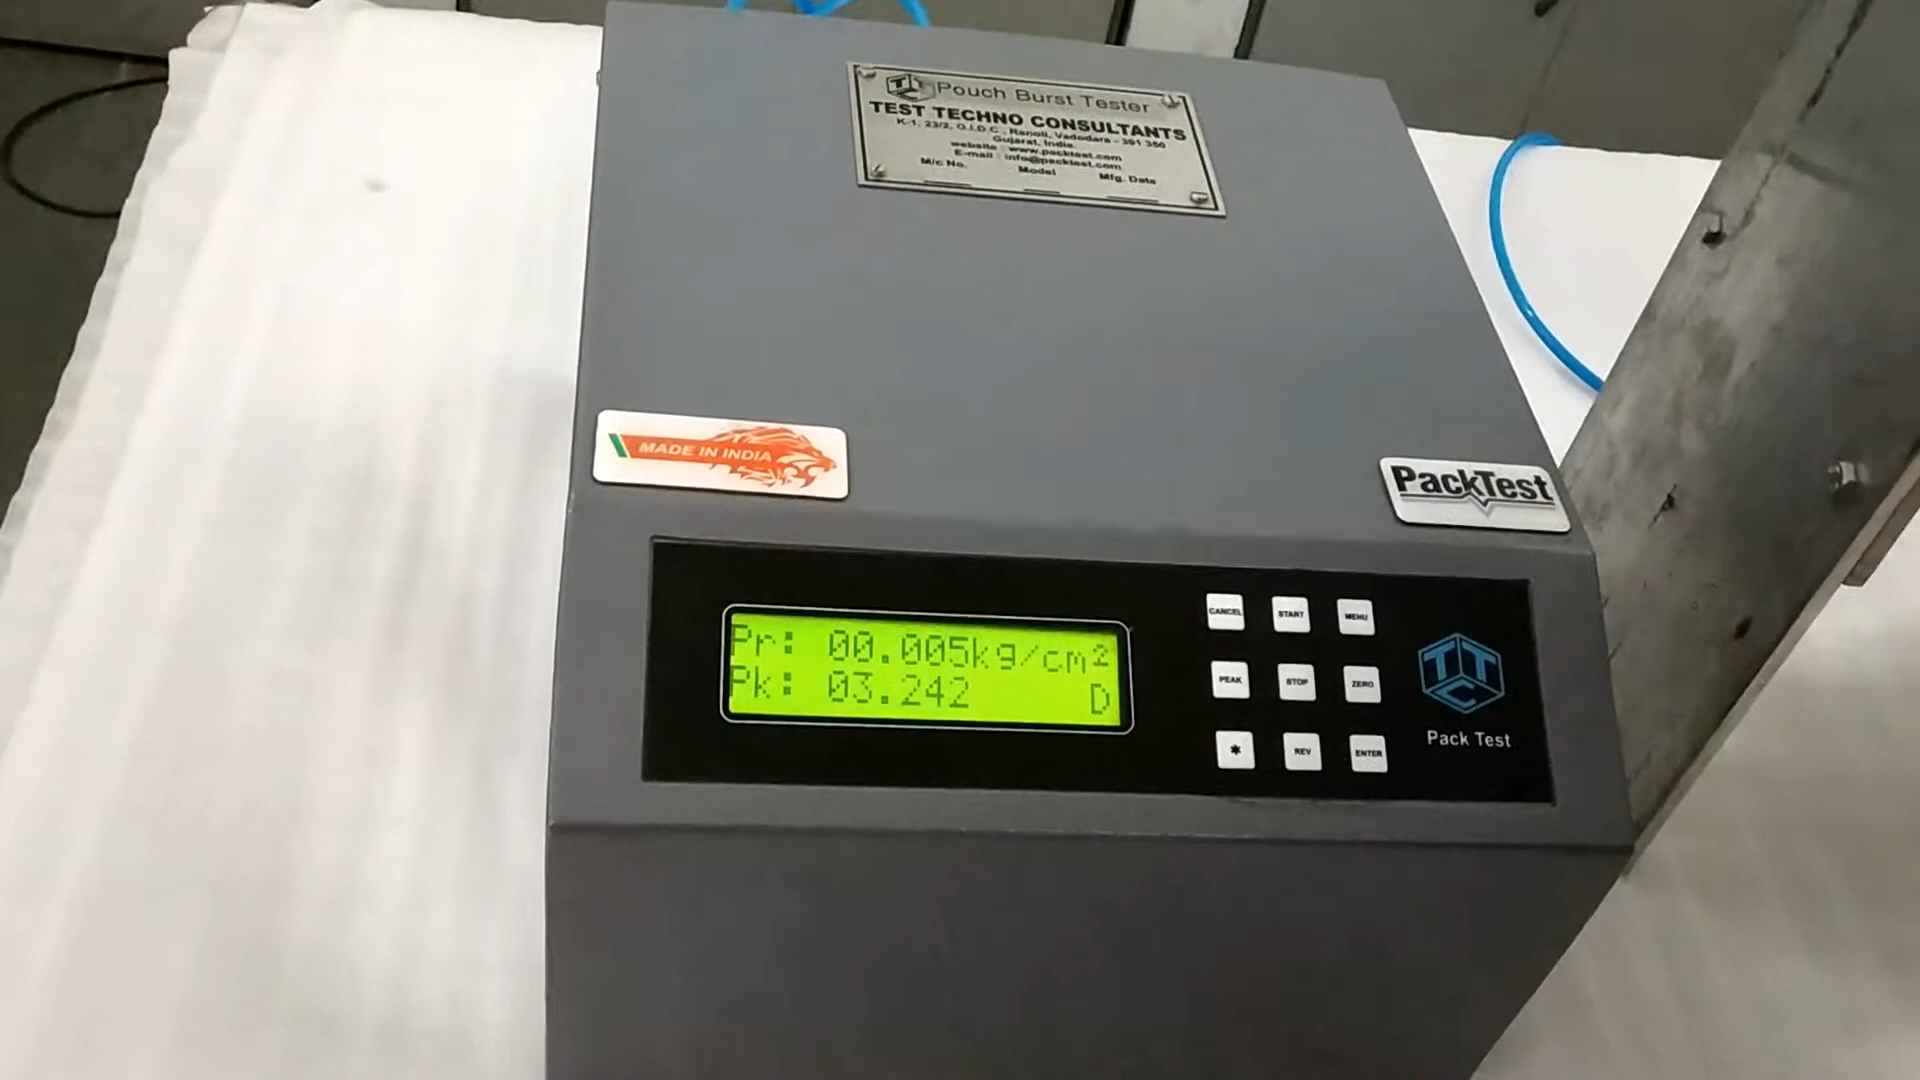 TTC Pouch Burst Tester
TEST TECHNO CONSULTANTS
K-1, 23/2, G.I.D.C., Ranoli, Vadodara - 391 350
Gujarat, India.
website : www.packtest.com
E-mail : info@packtest.com
M/c No. Model Mfg. Date
MADE IN INDIA
PackTest
Pr: 00.005kg/cm²
Pk: 03.242 D
CANCEL START MENU
PEAK STOP ZERO
* REV ENTER
TTC
Pack Test